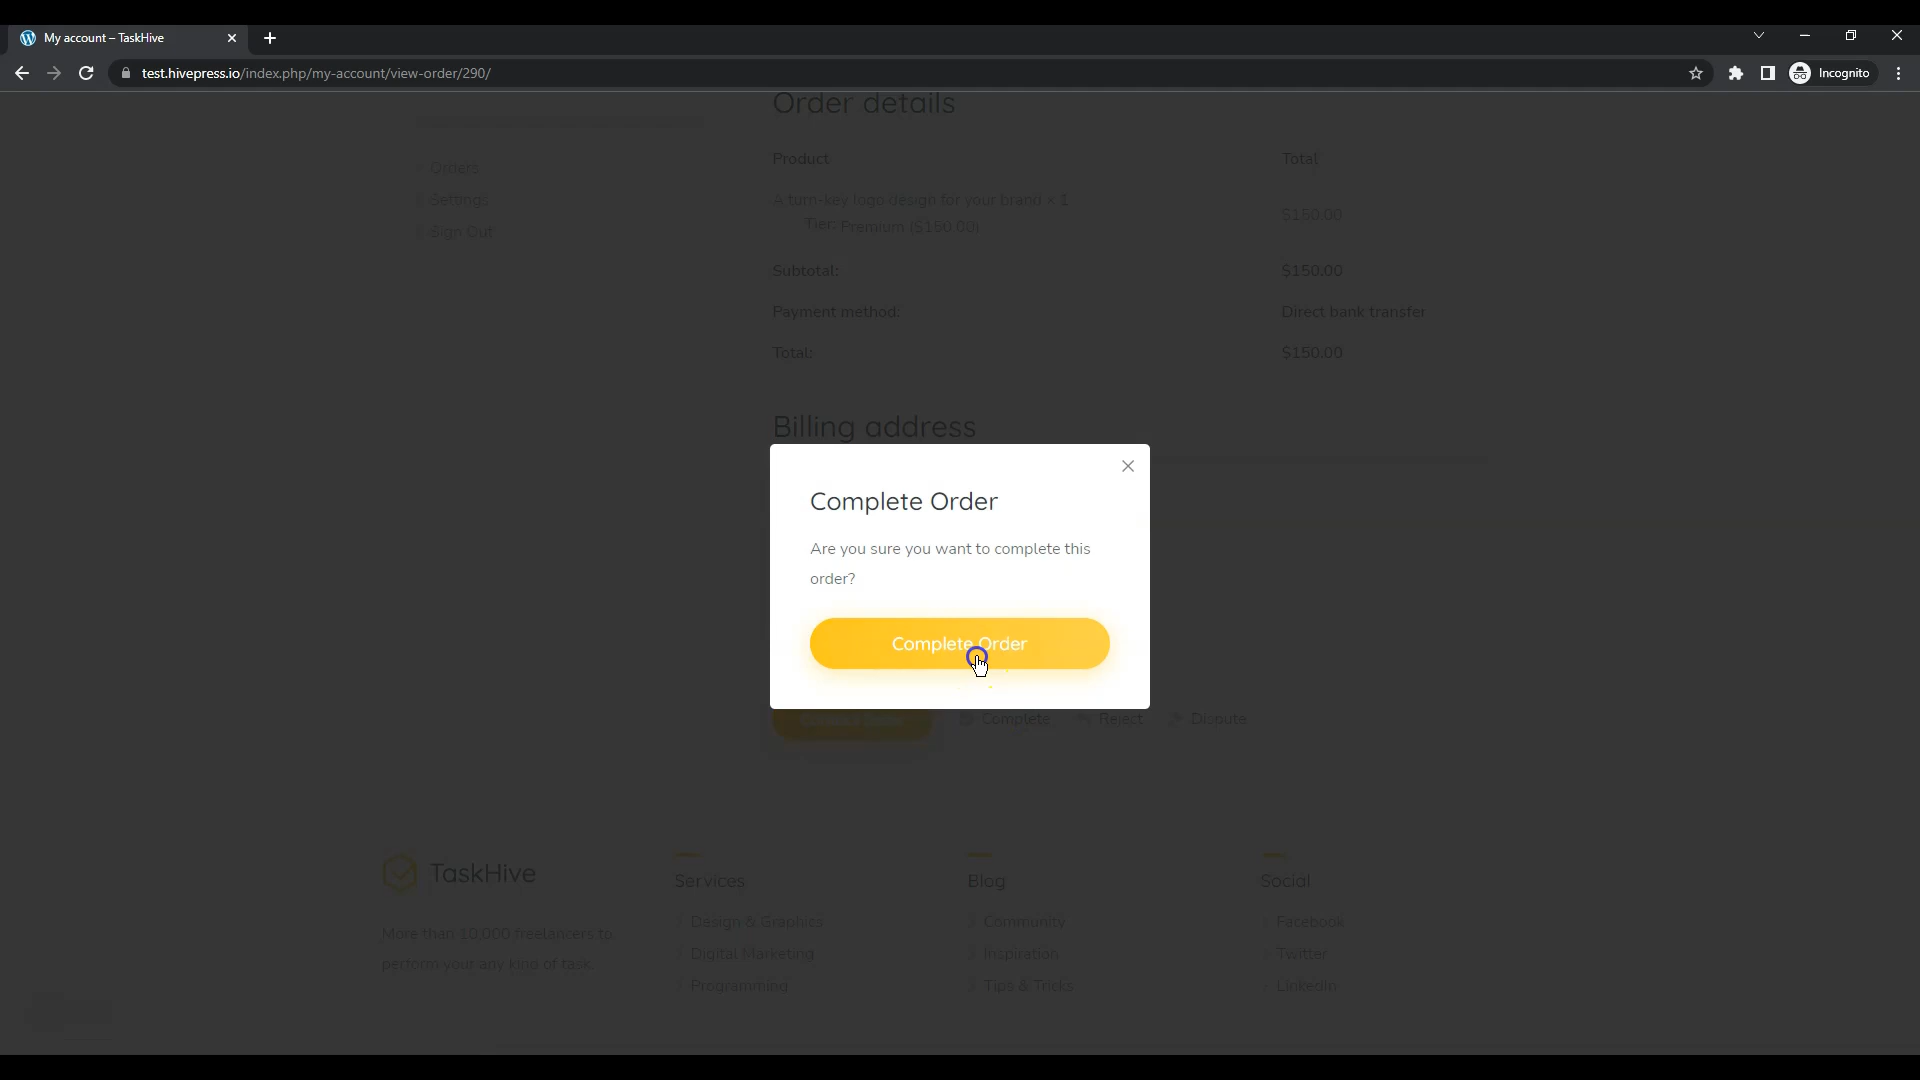 My account – TaskHive
test.hivepress.io/index.php/my-account/view-order/290/
Incognito
Order details
Orders
Settings
Sign Out
Product
Total
A turn-key logo design for your brand × 1
Tier: Premium ($150.00)
$150.00
Subtotal:
$150.00
Payment method:
Direct bank transfer
Total:
$150.00
Billing address
Complete Order
Are you sure you want to complete this
order?
Complete Order
Complete
Reject
Dispute
TaskHive
More than 10,000 freelancers to
perform your any kind of task.
Services
Design & Graphics
Digital Marketing
Programming
Blog
Community
Inspiration
Tips & Tricks
Social
Facebook
Twitter
LinkedIn